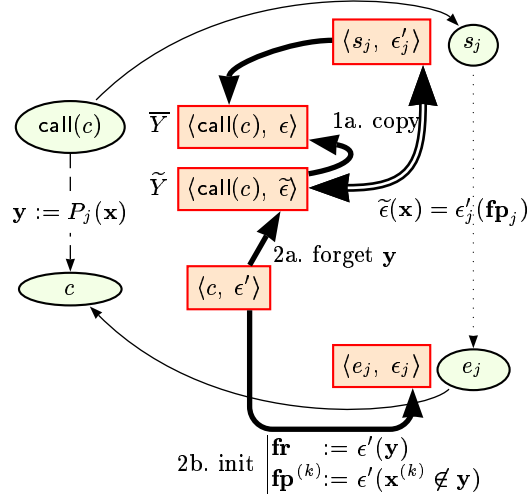 ⟨s_j, ϵ′_j⟩ s_j
call(c) Y̅ ⟨call(c), ϵ⟩ 1a. copy
Ỹ ⟨call(c), ϵ̃⟩
y := P_j(x) ϵ̃(x) = ϵ′_j(fp_j)
2a. forget y
c ⟨c, ϵ′⟩
⟨e_j, ϵ_j⟩ e_j
2b. init fr := ϵ′(y)
fp^(k) := ϵ′(x^(k) ∉ y)